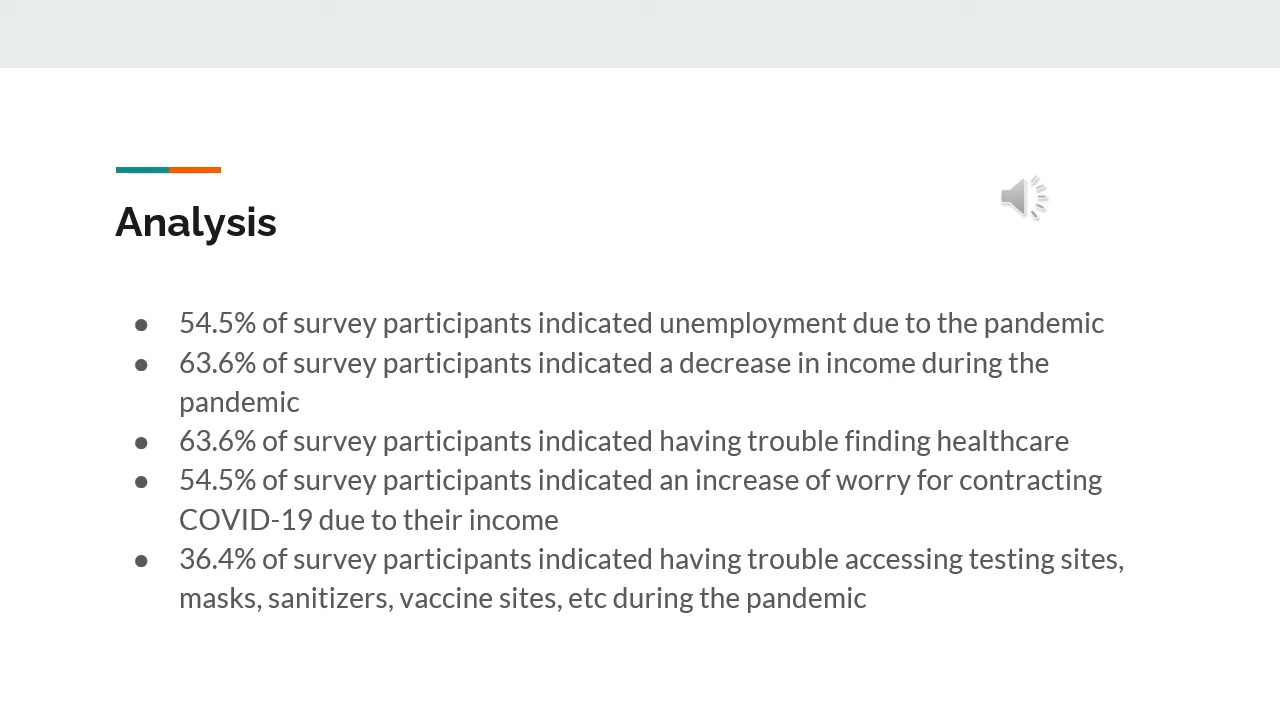 Analysis
● 54.5% of survey participants indicated unemployment due to the pandemic
● 63.6% of survey participants indicated a decrease in income during the
pandemic
● 63.6% of survey participants indicated having trouble finding healthcare
● 54.5% of survey participants indicated an increase of worry for contracting
COVID-19 due to their income
● 36.4% of survey participants indicated having trouble accessing testing sites,
masks, sanitizers, vaccine sites, etc during the pandemic